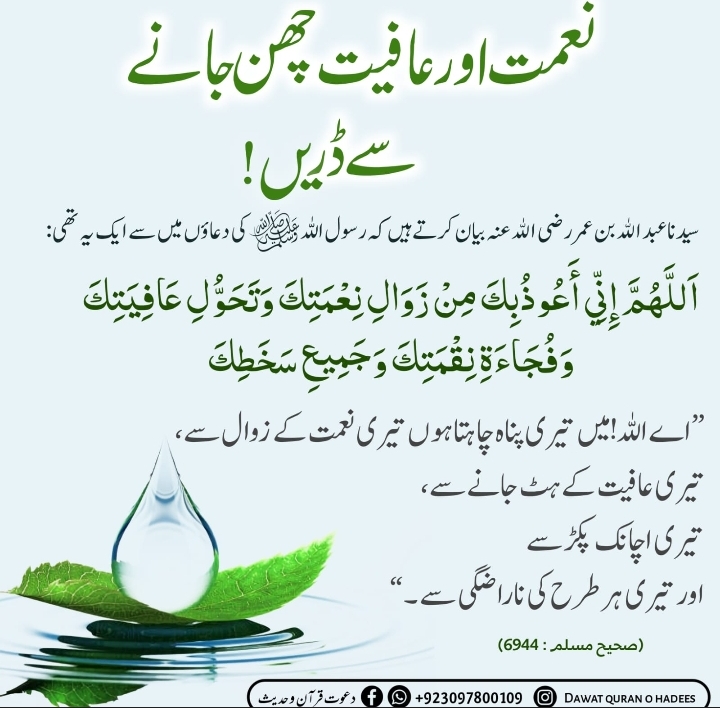 نعمت اور عافیت چھن جانے
سے ڈریں!
سیدنا عبد اللہ بن عمر رضی اللہ عنہ بیان کرتے ہیں کہ رسول اللہ ﷺ کی دعاؤں میں سے ایک یہ تھی:
اَللَّهُمَّ إِنِّي أَعُوذُبِكَ مِنْ زَوَالِ نِعْمَتِكَ وَتَحَوُّلِ عَافِيَتِكَ
وَفُجَاءَةِ نِقْمَتِكَ وَجَمِيعِ سَخَطِكَ
”اے اللہ! میں تیری پناہ چاہتا ہوں تیری نعمت کے زوال سے،
تیری عافیت کے ہٹ جانے سے،
تیری اچانک پکڑ سے
اور تیری ہر طرح کی ناراضگی سے۔“
(صحیح مسلم: 6944)
دعوت قرآن و حدیث +923097800109 DAWAT QURAN O HADEES